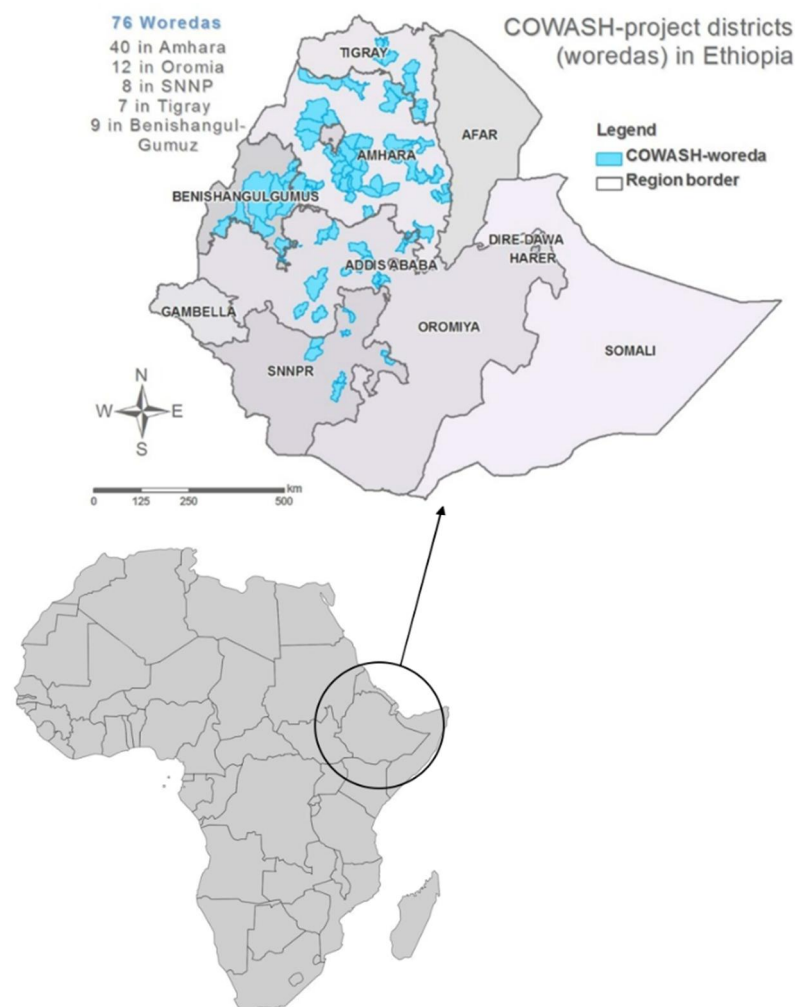 76 Woredas
40 in Amhara
12 in Oromia
8 in SNNP
7 in Tigray
9 in Benishangul-
Gumuz
COWASH-project districts
(woredas) in Ethiopia
Legend
COWASH-woreda
Region border
TIGRAY
AFAR
AMHARA
BENISHANGULGUMUS
DIRE-DAWA
HARER
ADDIS ABABA
GAMBELLA
OROMIYA
SOMALI
SNNPR
N
W E
S
km
0 125 250 500